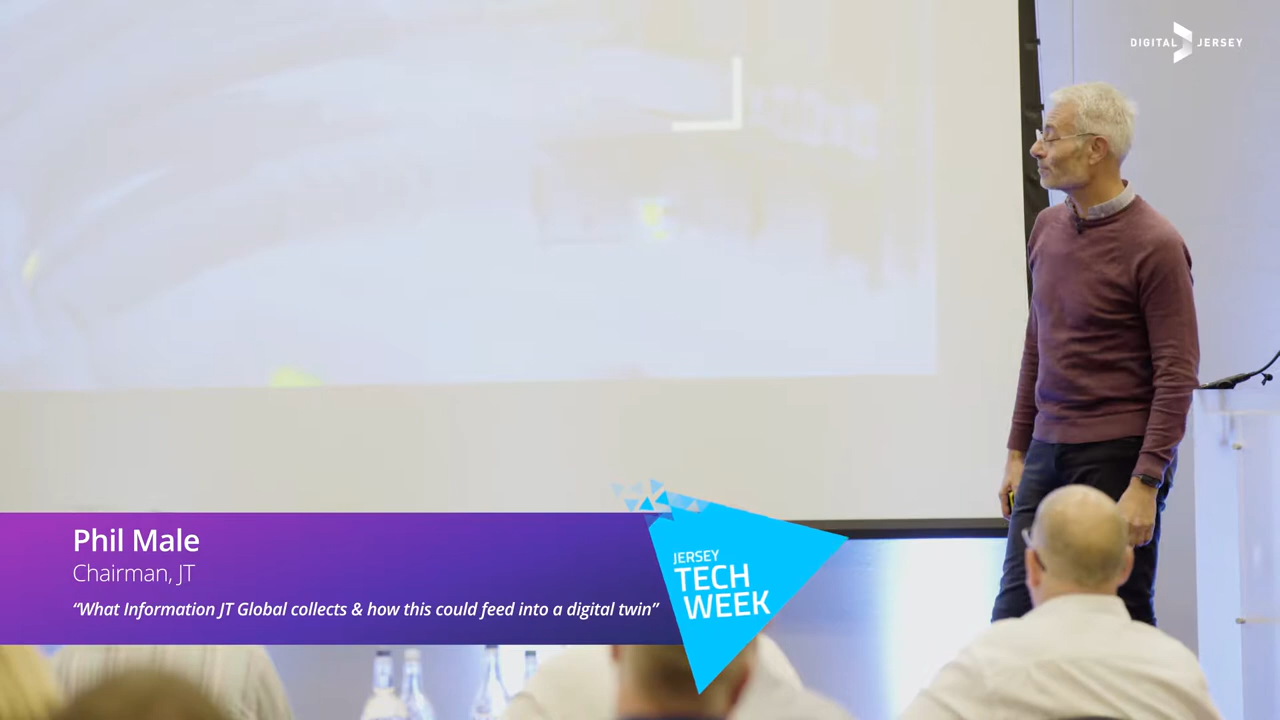 DIGITAL JERSEY
Phil Male
Chairman, JT
“What Information JT Global collects & how this could feed into a digital twin”
JERSEY
TECH
WEEK